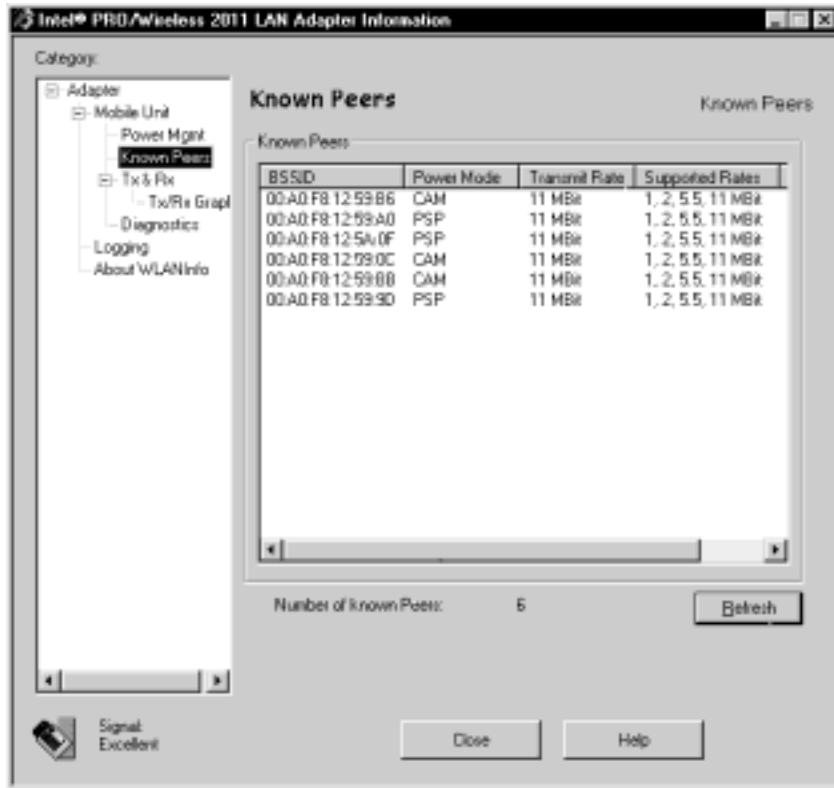 Intel® PRO/Wireless 2011 LAN Adapter Information
Category:
Adapter
Mobile Unit
Power Mgmt
Known Peers
Tx & Rx
Tx/Rx Grapl
Diagnostics
Logging
About WLANInfo
Known Peers
Known Peers
Known Peers
BSSID Power Mode Transmit Rate Supported Rates
00:A0:F8:12:59:B6 CAM 11 MBit 1, 2, 5.5, 11 MBit
00:A0:F8:12:59:A0 PSP 11 MBit 1, 2, 5.5, 11 MBit
00:A0:F8:12:5A:0F PSP 11 MBit 1, 2, 5.5, 11 MBit
00:A0:F8:12:59:0C CAM 11 MBit 1, 2, 5.5, 11 MBit
00:A0:F8:12:59:BB CAM 11 MBit 1, 2, 5.5, 11 MBit
00:A0:F8:12:59:9D PSP 11 MBit 1, 2, 5.5, 11 MBit
Number of known Peers: 6
Refresh
Signal:
Excellent
Close
Help